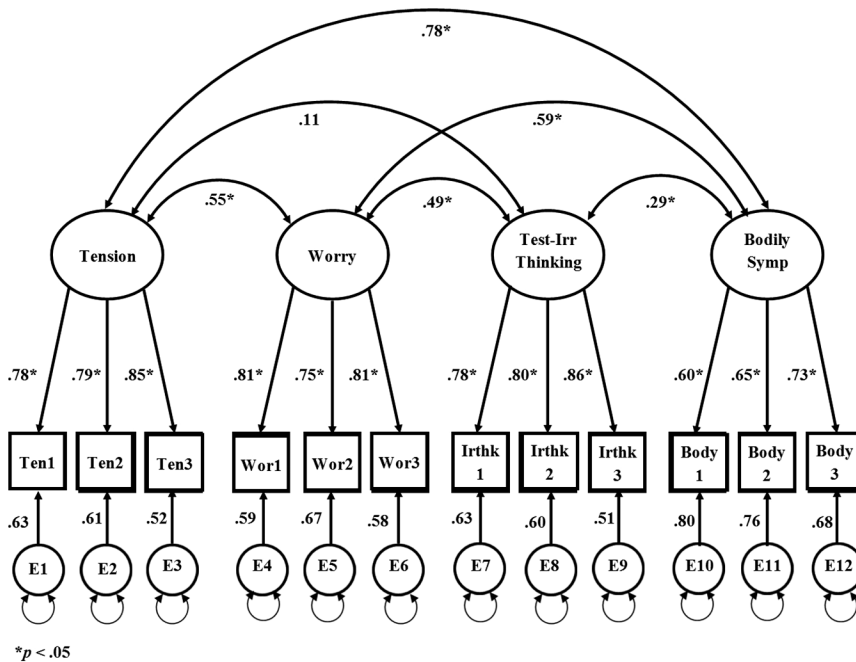 .78*
.11
.59*
.55*
.49*
.29*
Tension
Worry
Test-Irr
Thinking
Bodily
Symp
.78*
.79*
.85*
.81*
.75*
.81*
.78*
.80*
.86*
.60*
.65*
.73*
Ten1
Ten2
Ten3
Wor1
Wor2
Wor3
Irthk
1
Irthk
2
Irthk
3
Body
1
Body
2
Body
3
.63
.61
.52
.59
.67
.58
.63
.60
.51
.80
.76
.68
E1
E2
E3
E4
E5
E6
E7
E8
E9
E10
E11
E12
*p < .05